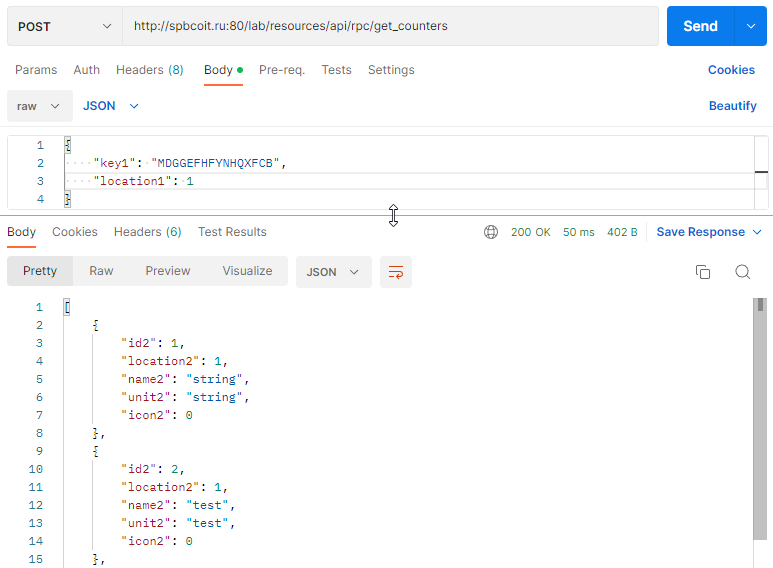 POST http://spbcoit.ru:80/lab/resources/api/rpc/get_counters Send
Params Auth Headers (8) Body Pre-req. Tests Settings Cookies
raw JSON Beautify
1 {
2 "key1": "MDGGEFHFYNHQXFCB",
3 "location1": 1
4 }
Body Cookies Headers (6) Test Results 200 OK 50 ms 402 B Save Response
Pretty Raw Preview Visualize JSON
1 [
2 {
3 "id2": 1,
4 "location2": 1,
5 "name2": "string",
6 "unit2": "string",
7 "icon2": 0
8 },
9 {
10 "id2": 2,
11 "location2": 1,
12 "name2": "test",
13 "unit2": "test",
14 "icon2": 0
15 },